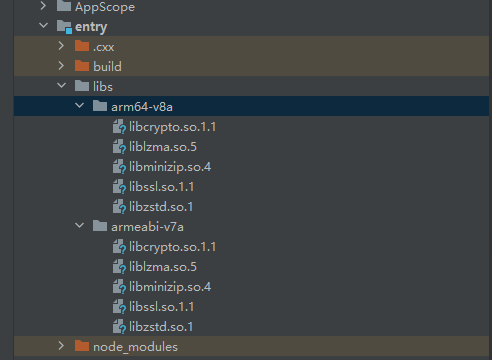 AppScope
entry
.cxx
build
libs
arm64-v8a
libcrypto.so.1.1
liblzma.so.5
libminizip.so.4
libssl.so.1.1
libzstd.so.1
armeabi-v7a
libcrypto.so.1.1
liblzma.so.5
libminizip.so.4
libssl.so.1.1
libzstd.so.1
node_modules